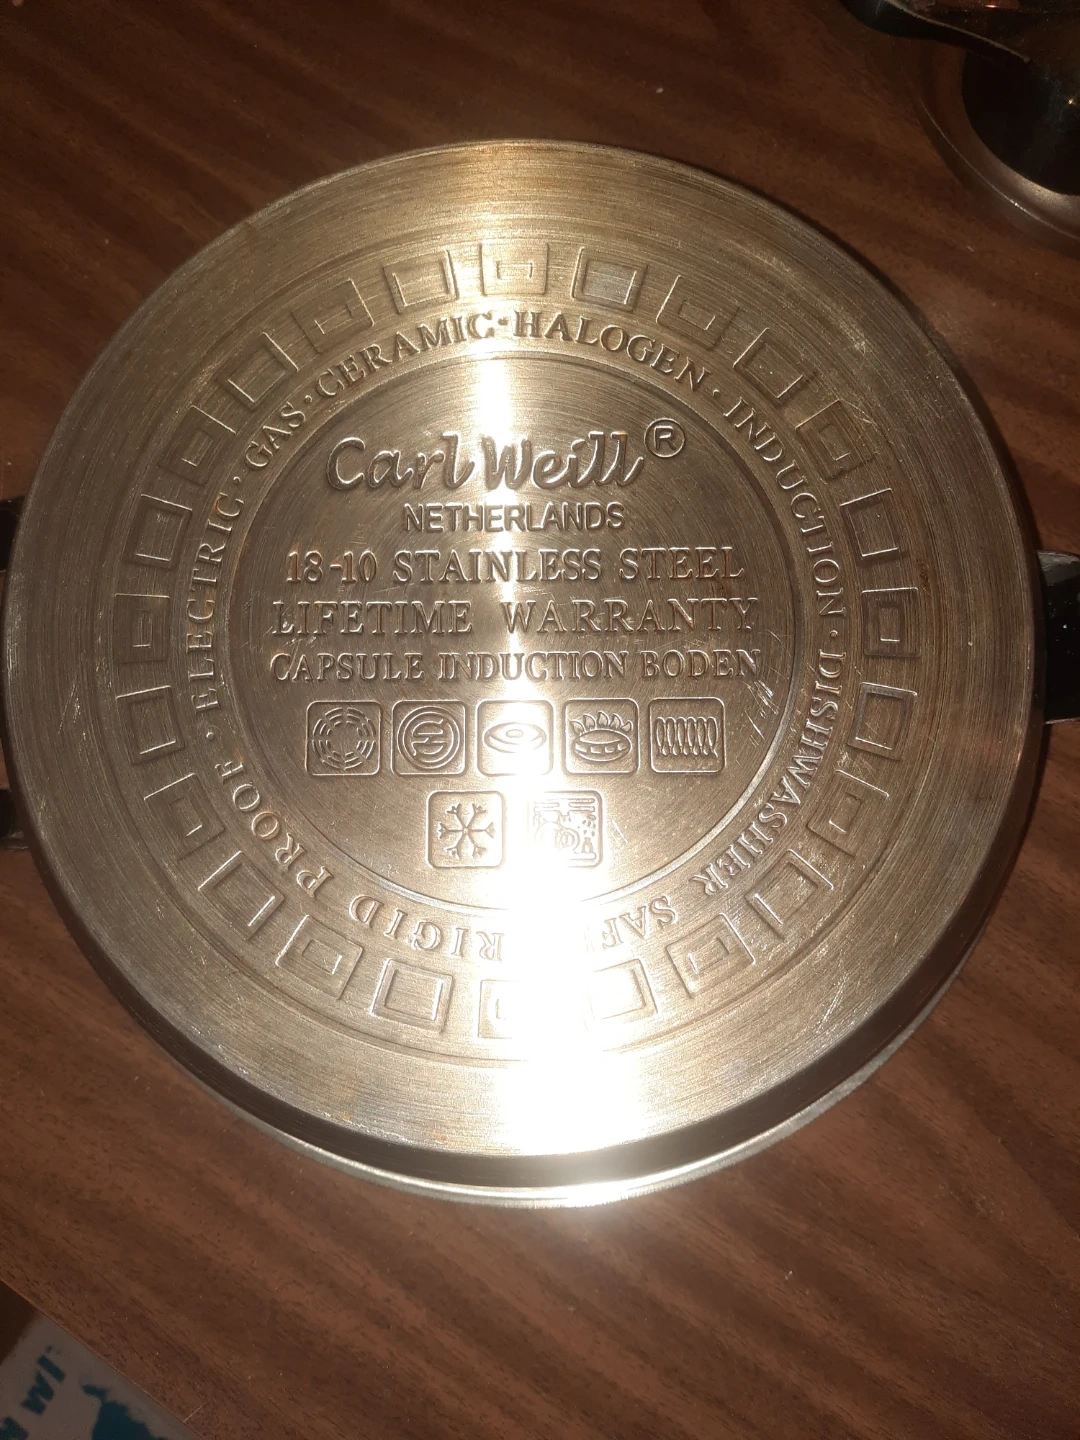 Carl Weill ®
NETHERLANDS
18-10 STAINLESS STEEL
LIFETIME WARRANTY
CAPSULE INDUCTION BODEN
ELECTRIC · GAS · CERAMIC · HALOGEN · INDUCTION · DISHWASHER SAFE RIGID PROOF ·